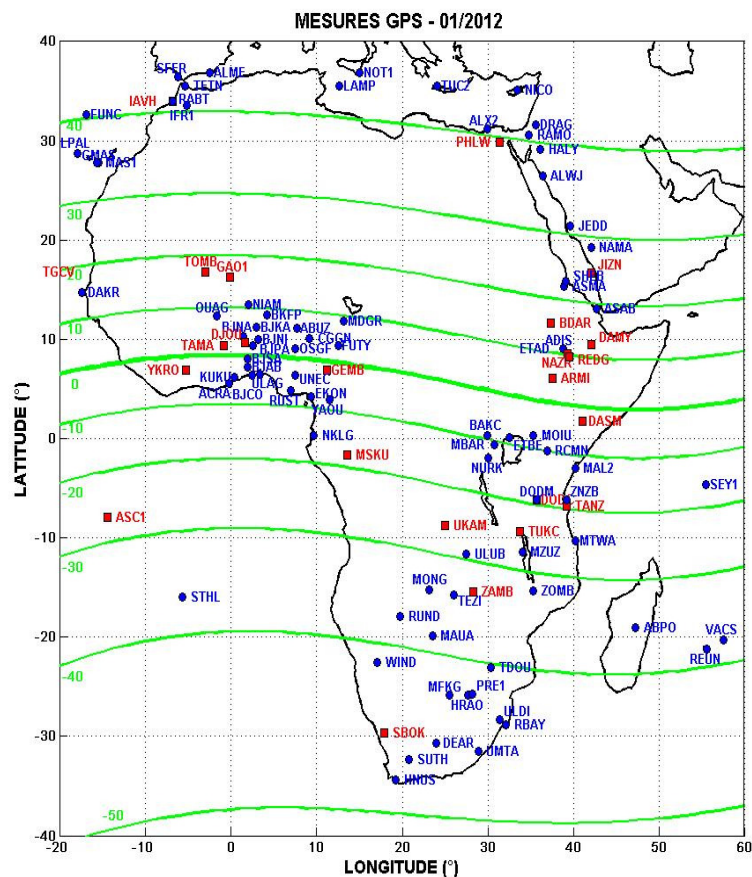 MESURES GPS - 01/2012
40
SFER
ALME
TETN
NOT1
LAMP
TUC2
NICO
IAVH
RABT
IFR1
FUNC
40
ALX2
DRAG
RAMO
PHLW
HALY
30
LPAL
GMAS
MAS1
ALWJ
30
JEDD
20
NAMA
TOMB
GAO1
20
TGCV
JIZN
SHEB
ASMA
DAKR
NIAM
ASAB
OUAG
BKFP
MDGR
BDAR
10
BJNA
BJKA
ABUZ
10
DJOU
BJNI
CGGN
TAMA
BJPA
OSGF
FUTY
ADIS
DAMY
ETAD
NAZR
REDG
BTSA
BJAB
YKRO
GEMB
ARMI
KUKU
UNEC
0
ACRA
BJCO
ULAG
RUST
EKON
YAOU
DASM
-10
NKLG
BAKC
MOIU
0
MBAR
ETBE
RCMN
MSKU
NURK
MAL2
-20
SEY1
DODM
DOD
ZNZB
TANZ
ASC1
UKAM
TUKC
-10
MTWA
ULUB
MZUZ
-30
MONG
ZAMB
ZOMB
STHL
TEZI
RUND
ABPO
VACS
MAUA
-20
REUN
WIND
TDOU
-40
MFKG
PRE1
HRAO
ULDI
RBAY
SBOK
-30
DEAR
UMTA
SUTH
HNUS
-50
-40
-20
-10
0
10
20
30
40
50
60
LATITUDE (°)
LONGITUDE (°)